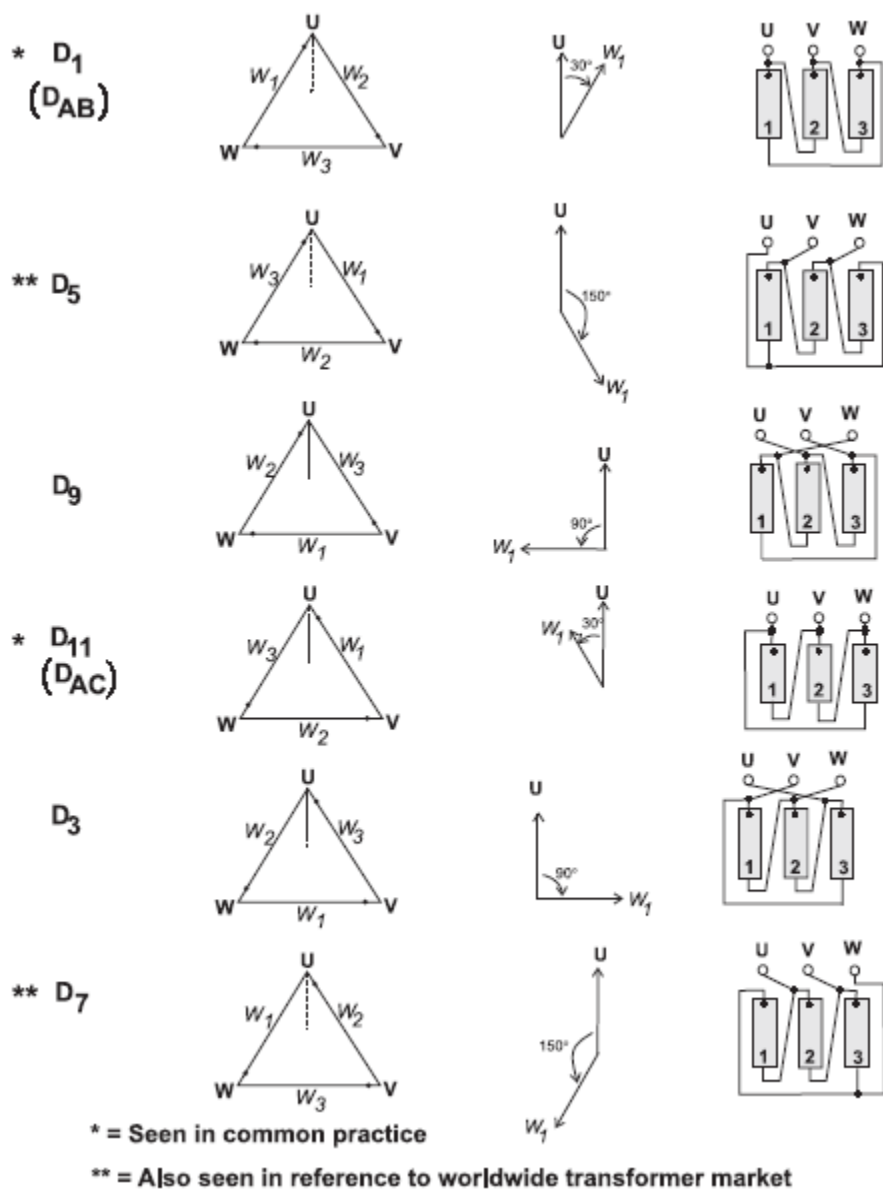 U
* D1
(DAB)
W1
W2
W
W3
V
U
30°
W1
U V W
1 2 3
U
** D5
W3
W1
W
W2
V
U
150°
W1
U V W
1 2 3
U
D9
W2
W3
W
W1
V
U
90°
W1
U V W
1 2 3
U
* D11
(DAC)
W3
W1
W
W2
V
U
30°
W1
U V W
1 2 3
U
D3
W2
W3
W
W1
V
U
90°
W1
U V W
1 2 3
U
** D7
W1
W2
W
W3
V
U
150°
W1
U V W
1 2 3
* = Seen in common practice
** = Also seen in reference to worldwide transformer market